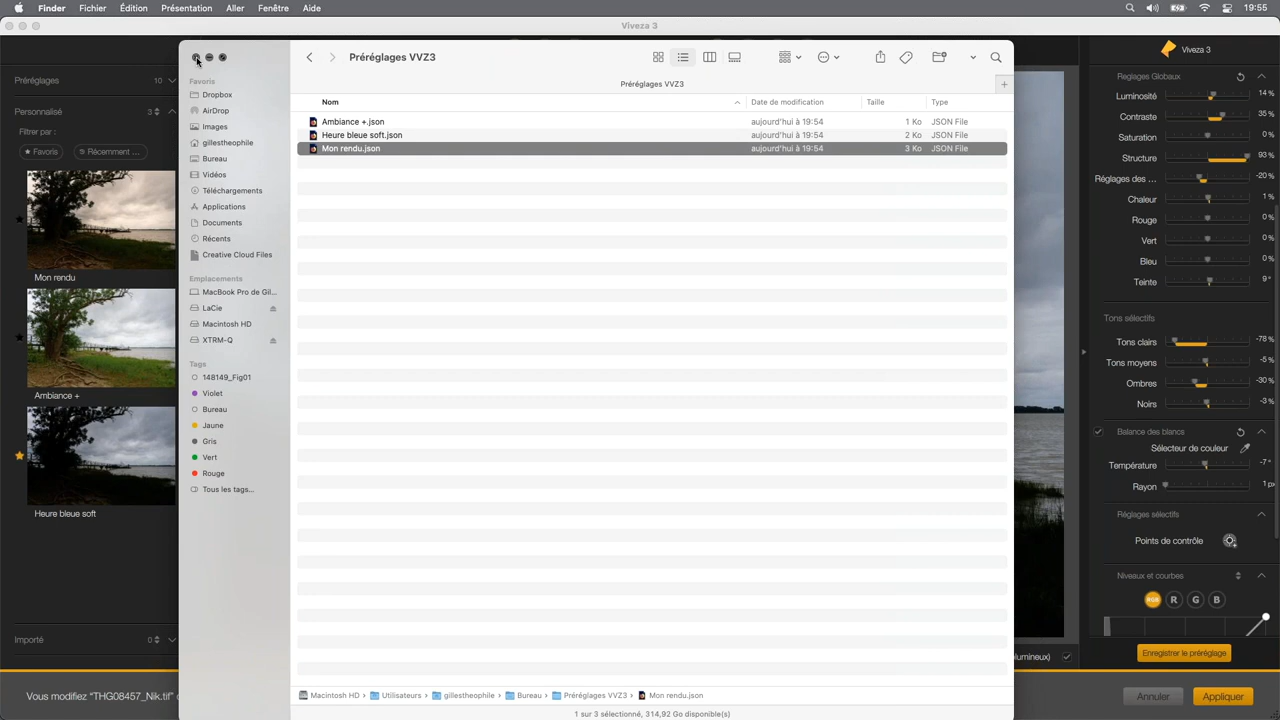 Finder Fichier Édition Présentation Aller Fenêtre Aide 19:55
Viveza 3
Préréglages 10
Personnalisé 3
Filtrer par :
Favoris Récemment ...
Mon rendu
Ambiance +
Heure bleue soft
Importé 0
Vous modifiez "THG08457_Nik.tif"
Favoris
Dropbox
AirDrop
Images
gillestheophile
Bureau
Vidéos
Téléchargements
Applications
Documents
Récents
Creative Cloud Files
Emplacements
MacBook Pro de Gil...
LaCie
Macintosh HD
XTRM-Q
Tags
148149_Fig01
Violet
Bureau
Jaune
Gris
Vert
Rouge
Tous les tags...
Préréglages VVZ3
Préréglages VVZ3
Nom Date de modification Taille Type
Ambiance +.json aujourd'hui à 19:54 1 Ko JSON File
Heure bleue soft.json aujourd'hui à 19:54 2 Ko JSON File
Mon rendu.json aujourd'hui à 19:54 3 Ko JSON File
Macintosh HD › Utilisateurs › gillestheophile › Bureau › Préréglages VVZ3 › Mon rendu.json
1 sur 3 sélectionné, 314,92 Go disponible(s)
Viveza 3
Reglages Globaux
Luminosité 14 %
Contraste 35 %
Saturation 0 %
Structure 93 %
Réglages des ... -20 %
Chaleur 1 %
Rouge 0 %
Vert 0 %
Bleu 0 %
Teinte 9 °
Tons sélectifs
Tons clairs -78 %
Tons moyens -5 %
Ombres -30 %
Noirs -3 %
Balance des blancs
Sélecteur de couleur
Température -7 °
Rayon 1 px
Réglages sélectifs
Points de contrôle
Niveaux et courbes
RGB R G B
umineux)
Enregistrer le préréglage
Annuler Appliquer